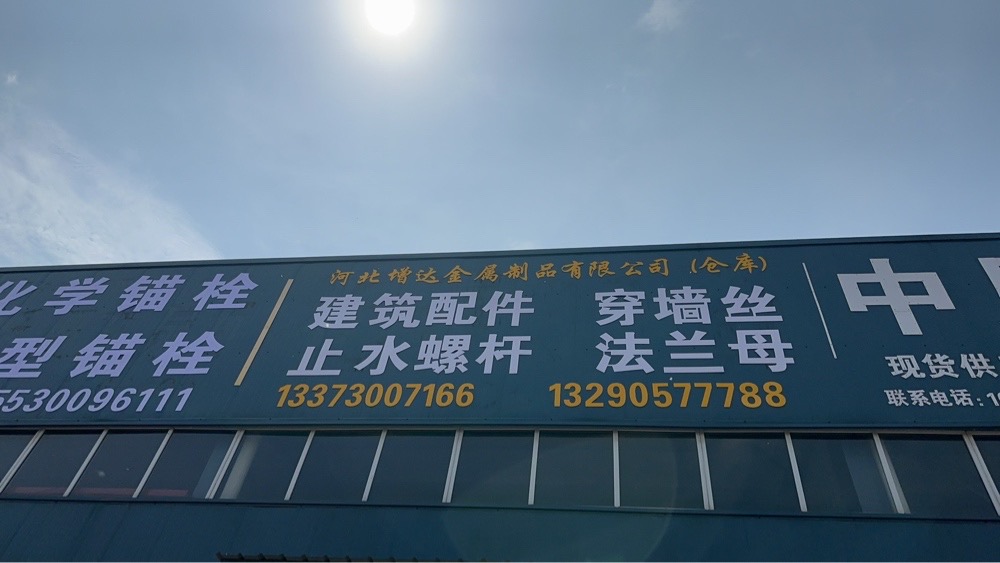 化学锚栓
型锚栓
5530096111
河北增达金属制品有限公司(仓库)
建筑配件 穿墙丝
止水螺杆 法兰母
13373007166 13290577788
中
现货供
联系电话:1